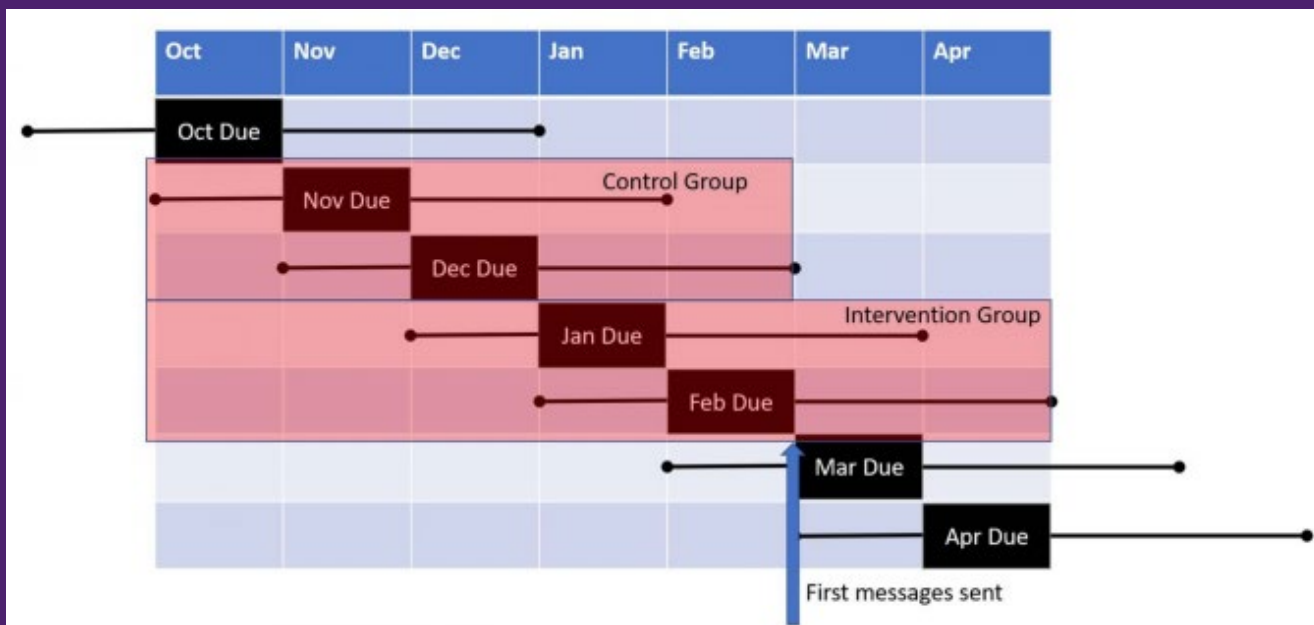 Oct Nov Dec Jan Feb Mar Apr
Oct Due
Control Group
Nov Due
Dec Due
Intervention Group
Jan Due
Feb Due
Mar Due
Apr Due
First messages sent